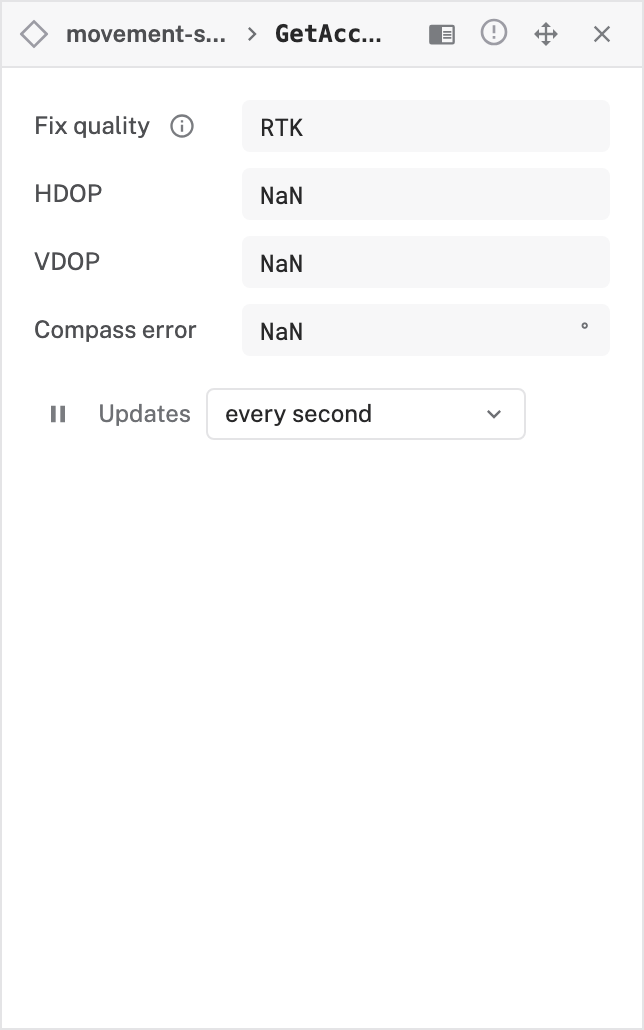 movement-s... > GetAcc...
Fix quality RTK
HDOP NaN
VDOP NaN
Compass error NaN °
Updates every second